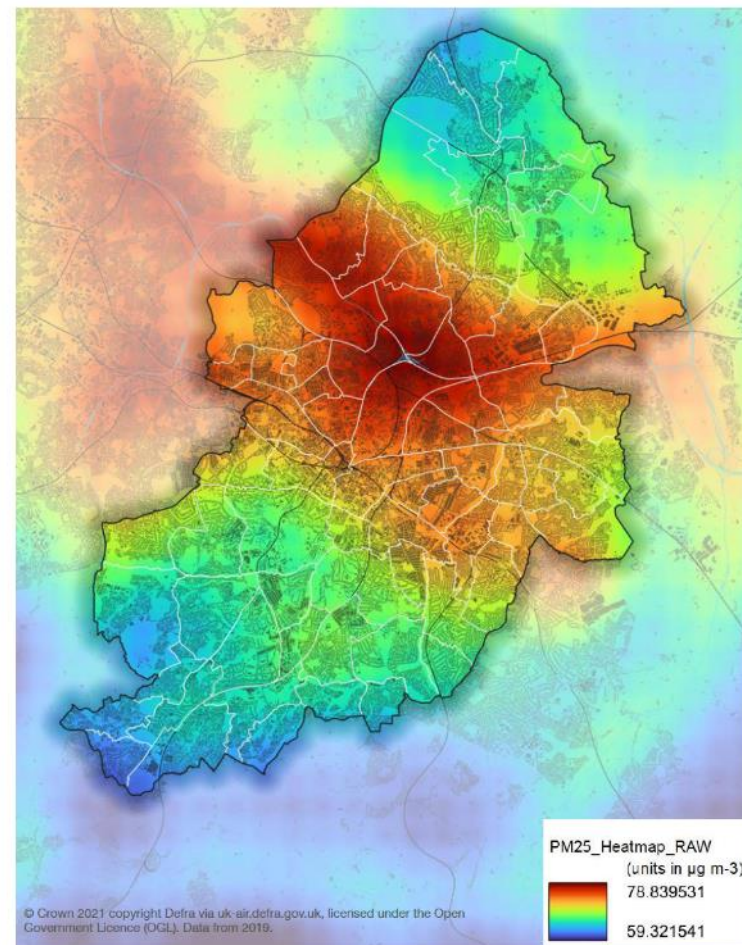 PM25_Heatmap_RAW
(units in µg m-3)
78.839531
59.321541
© Crown 2021 copyright Defra via uk-air.defra.gov.uk, licensed under the Open
Government Licence (OGL). Data from 2019.